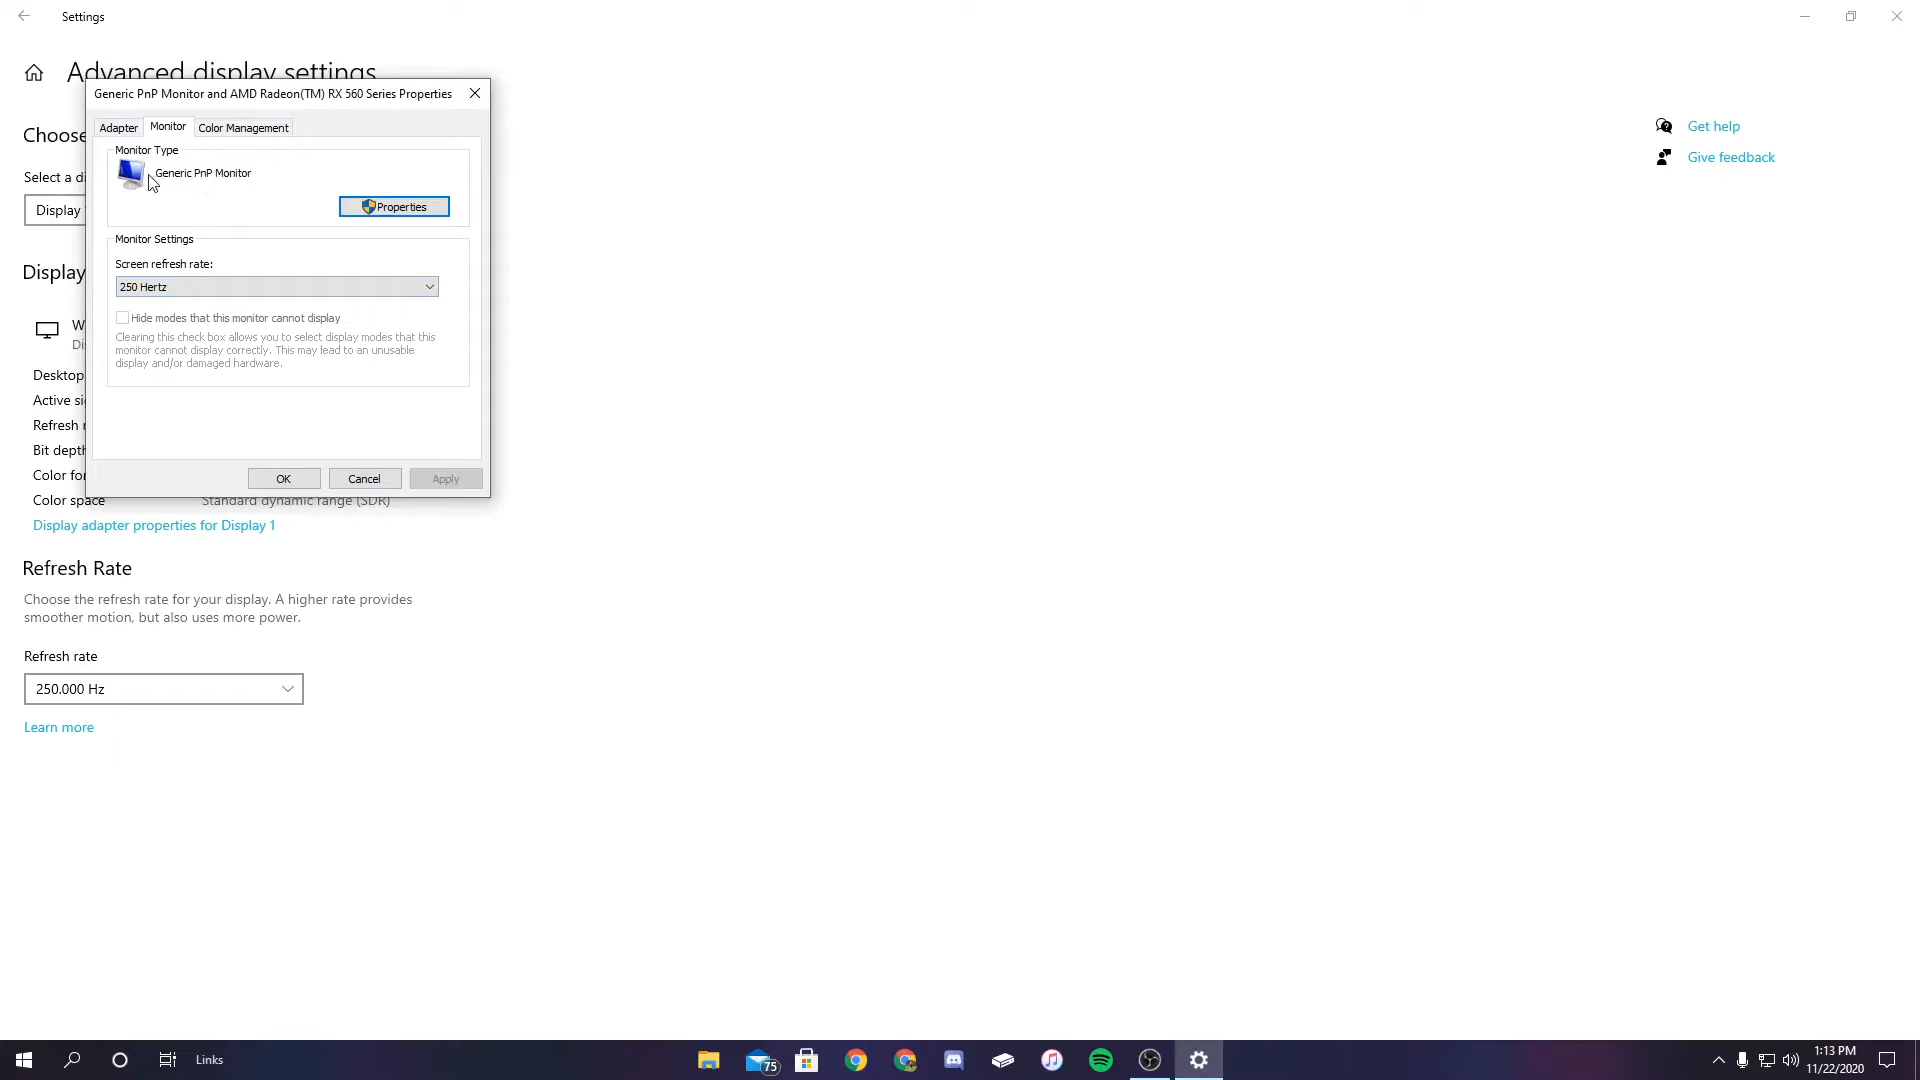 Settings
Advanced display settings
Generic PnP Monitor and AMD Radeon(TM) RX 560 Series Properties
Adapter
Monitor
Color Management
Monitor Type
Generic PnP Monitor
Properties
Monitor Settings
Screen refresh rate:
250 Hertz
Hide modes that this monitor cannot display
Clearing this check box allows you to select display modes that this
monitor cannot display correctly. This may lead to an unusable
display and/or damaged hardware.
OK
Cancel
Apply
Choose
Select a di
Display
Display
W
Di
Desktop
Active si
Refresh r
Bit depth
Color for
Color space
Standard dynamic range (SDR)
Display adapter properties for Display 1
Refresh Rate
Choose the refresh rate for your display. A higher rate provides
smoother motion, but also uses more power.
Refresh rate
250.000 Hz
Learn more
Get help
Give feedback
Links
75
1:13 PM
11/22/2020